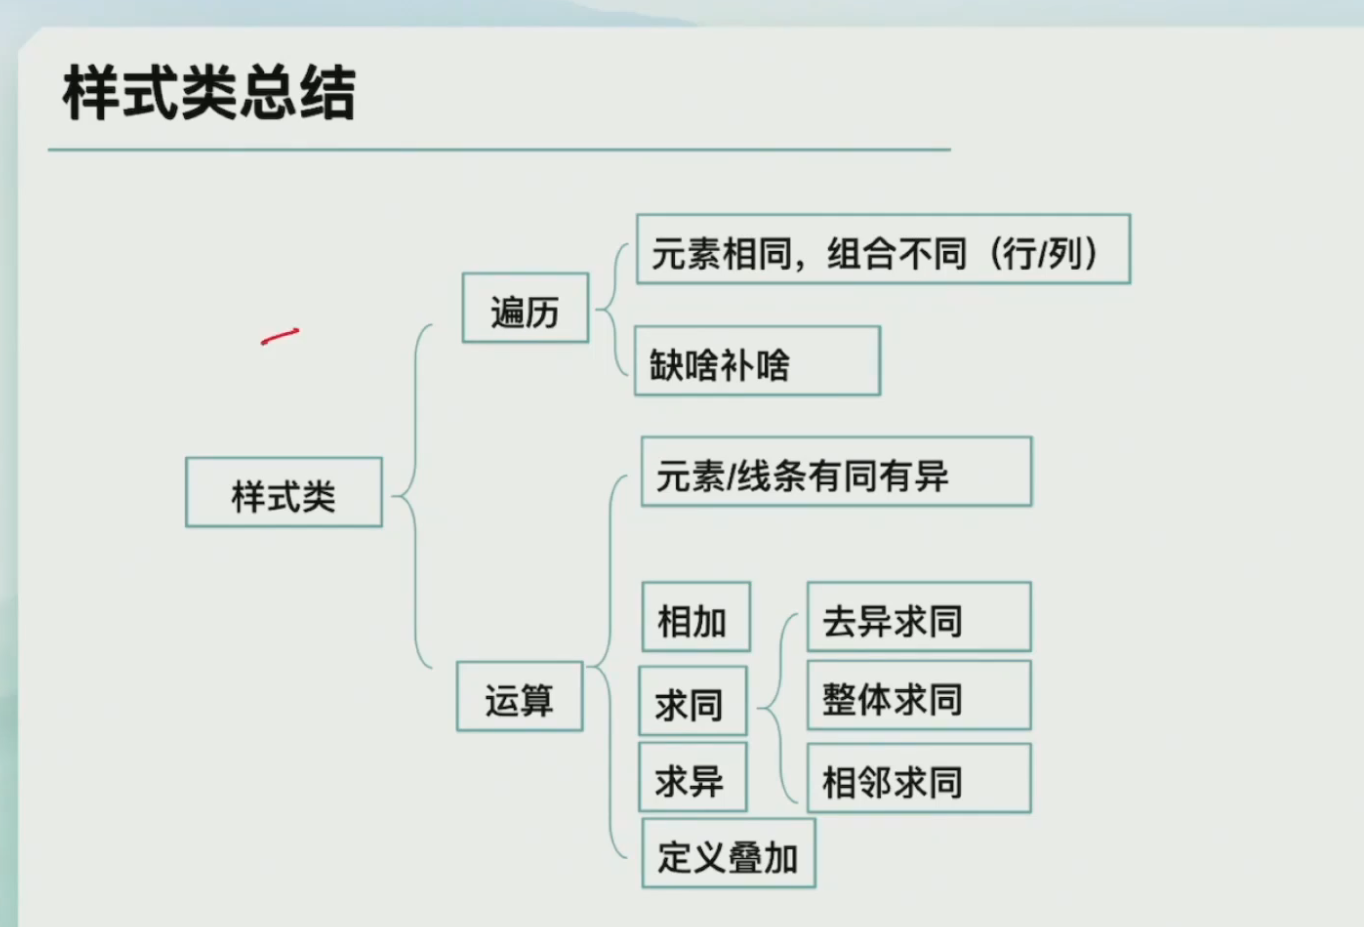 样式类总结
元素相同，组合不同（行/列）
遍历
缺啥补啥
元素/线条有同有异
样式类
相加
去异求同
运算
求同
整体求同
求异
相邻求同
定义叠加